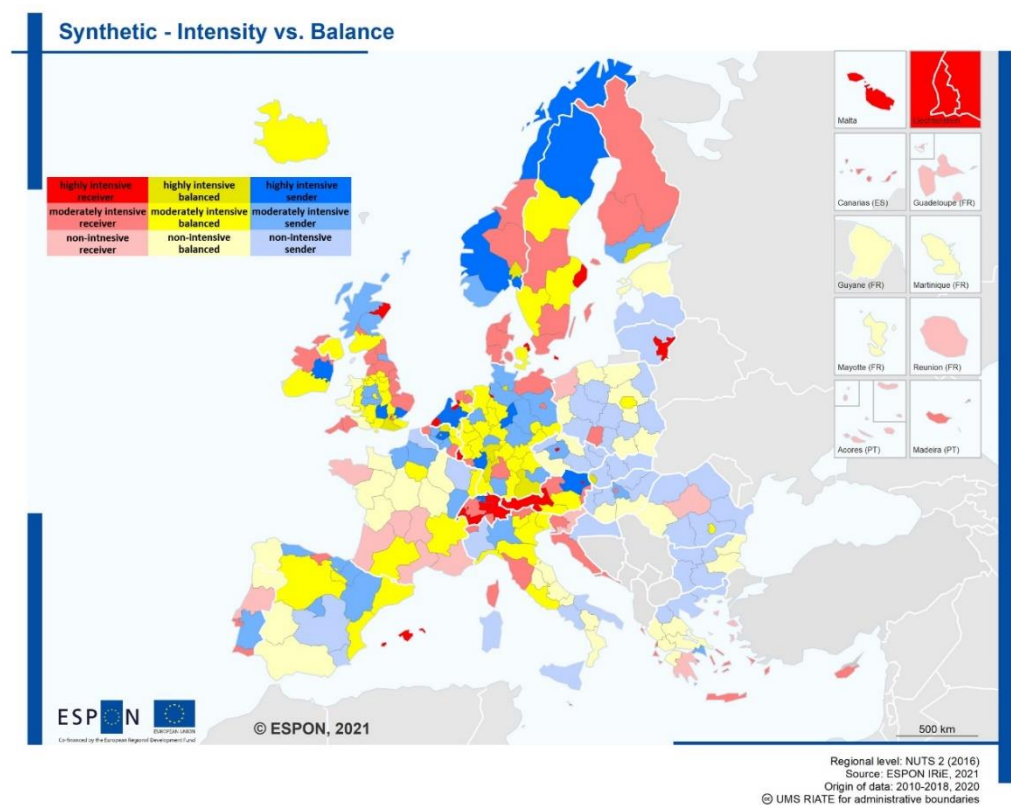 Synthetic - Intensity vs. Balance
highly intensive receiver
highly intensive balanced
highly intensive sender
moderately intensive receiver
moderately intensive balanced
moderately intensive sender
non-intnesive receiver
non-intensive balanced
non-intensive sender
Malta
Liechtenstein
Canarias (ES)
Guadeloupe (FR)
Guyane (FR)
Martinique (FR)
Mayotte (FR)
Reunion (FR)
Acores (PT)
Madeira (PT)
ESPON
EUROPEAN UNION
Co-financed by the European Regional Development Fund
© ESPON, 2021
500 km
Regional level: NUTS 2 (2016)
Source: ESPON IRiE, 2021
Origin of data: 2010-2018, 2020
UMS RIATE for administrative boundaries